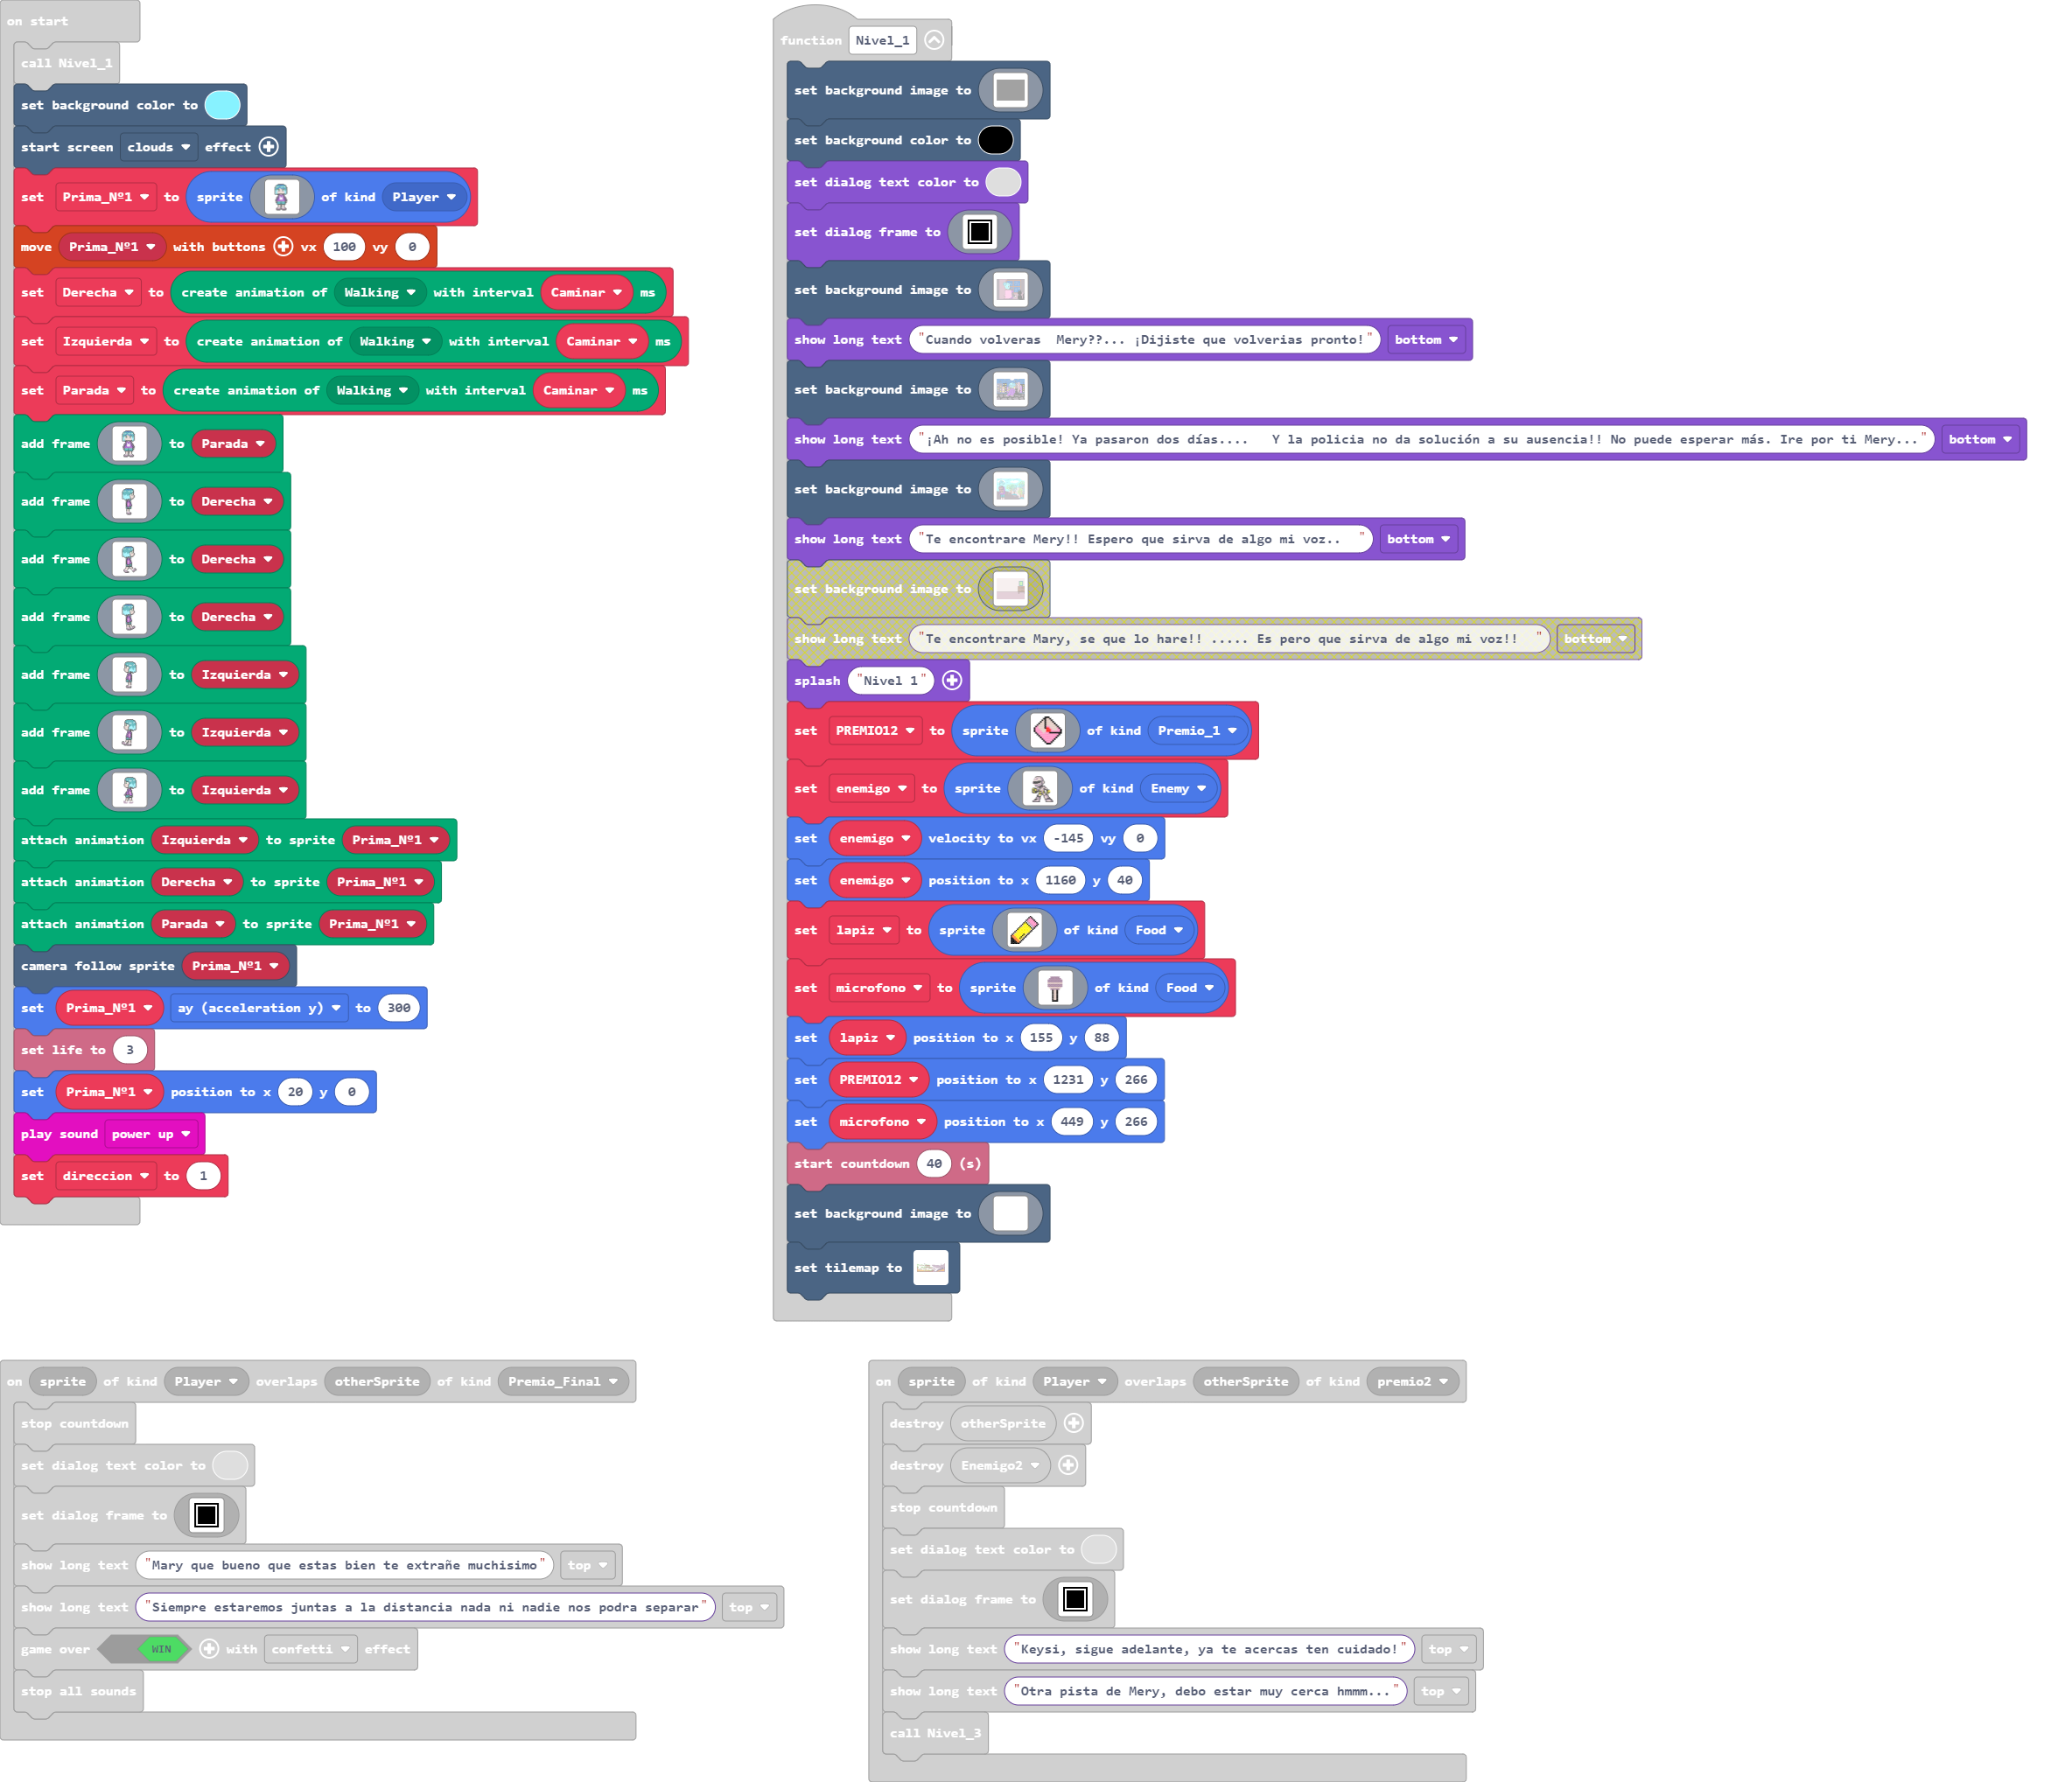 on start
call Nivel_1
set background color to
start screen clouds effect
set Prima_Nº1 to sprite of kind Player
move Prima_Nº1 with buttons vx 100 vy 0
set Derecha to create animation of Walking with interval Caminar ms
set Izquierda to create animation of Walking with interval Caminar ms
set Parada to create animation of Walking with interval Caminar ms
add frame to Parada
add frame to Derecha
add frame to Derecha
add frame to Derecha
add frame to Izquierda
add frame to Izquierda
add frame to Izquierda
attach animation Izquierda to sprite Prima_Nº1
attach animation Derecha to sprite Prima_Nº1
attach animation Parada to sprite Prima_Nº1
camera follow sprite Prima_Nº1
set Prima_Nº1 ay (acceleration y) to 300
set life to 3
set Prima_Nº1 position to x 20 y 0
play sound power up
set direccion to 1
function Nivel_1
set background image to
set background color to
set dialog text color to
set dialog frame to
set background image to
show long text "Cuando volveras  Mery??... ¡Dijiste que volverias pronto!" bottom
set background image to
show long text "¡Ah no es posible! Ya pasaron dos días....   Y la policia no da solución a su ausencia!! No puede esperar más. Ire por ti Mery..." bottom
set background image to
show long text "Te encontrare Mery!! Espero que sirva de algo mi voz..  " bottom
set background image to
show long text "Te encontrare Mary, se que lo hare!! ..... Es pero que sirva de algo mi voz!!  " bottom
splash "Nivel 1"
set PREMIO12 to sprite of kind Premio_1
set enemigo to sprite of kind Enemy
set enemigo velocity to vx -145 vy 0
set enemigo position to x 1160 y 40
set lapiz to sprite of kind Food
set microfono to sprite of kind Food
set lapiz position to x 155 y 88
set PREMIO12 position to x 1231 y 266
set microfono position to x 449 y 266
start countdown 40 (s)
set background image to
set tilemap to
on sprite of kind Player overlaps otherSprite of kind Premio_Final
stop countdown
set dialog text color to
set dialog frame to
show long text "Mary que bueno que estas bien te extrañe muchisimo" top
show long text "Siempre estaremos juntas a la distancia nada ni nadie nos podra separar" top
game over WIN with confetti effect
stop all sounds
on sprite of kind Player overlaps otherSprite of kind premio2
destroy otherSprite
destroy Enemigo2
stop countdown
set dialog text color to
set dialog frame to
show long text "Keysi, sigue adelante, ya te acercas ten cuidado!" top
show long text "Otra pista de Mery, debo estar muy cerca hmmm..." top
call Nivel_3